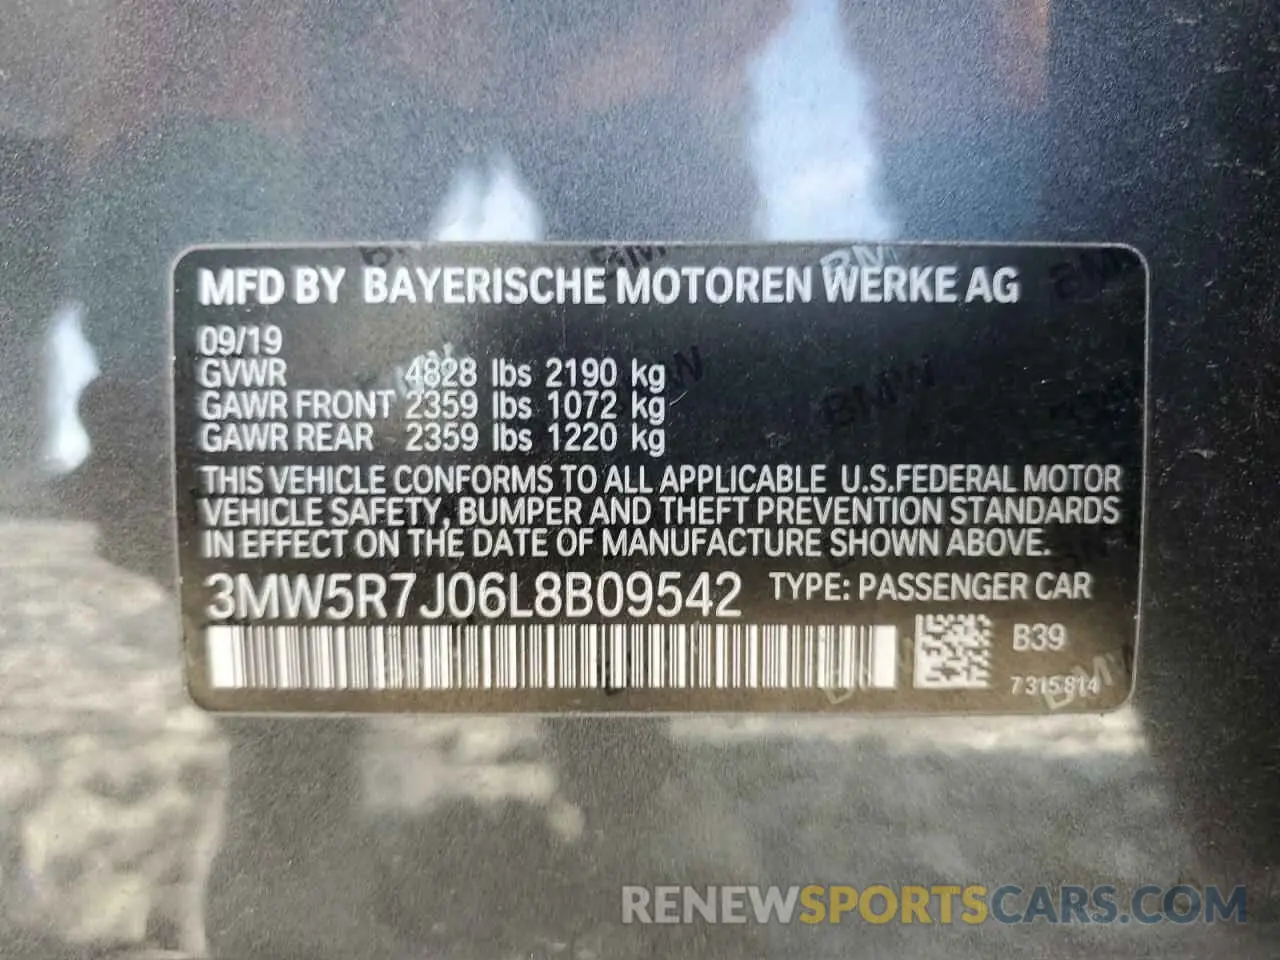 MFD BY BAYERISCHE MOTOREN WERKE AG
09/19
GVWR 4828 lbs 2190 kg
GAWR FRONT 2359 lbs 1072 kg
GAWR REAR 2359 lbs 1220 kg
THIS VEHICLE CONFORMS TO ALL APPLICABLE U.S.FEDERAL MOTOR
VEHICLE SAFETY, BUMPER AND THEFT PREVENTION STANDARDS
IN EFFECT ON THE DATE OF MANUFACTURE SHOWN ABOVE.
3MW5R7J06L8B09542 TYPE: PASSENGER CAR
B39
7315814
RENEWSPORTSCARS.COM